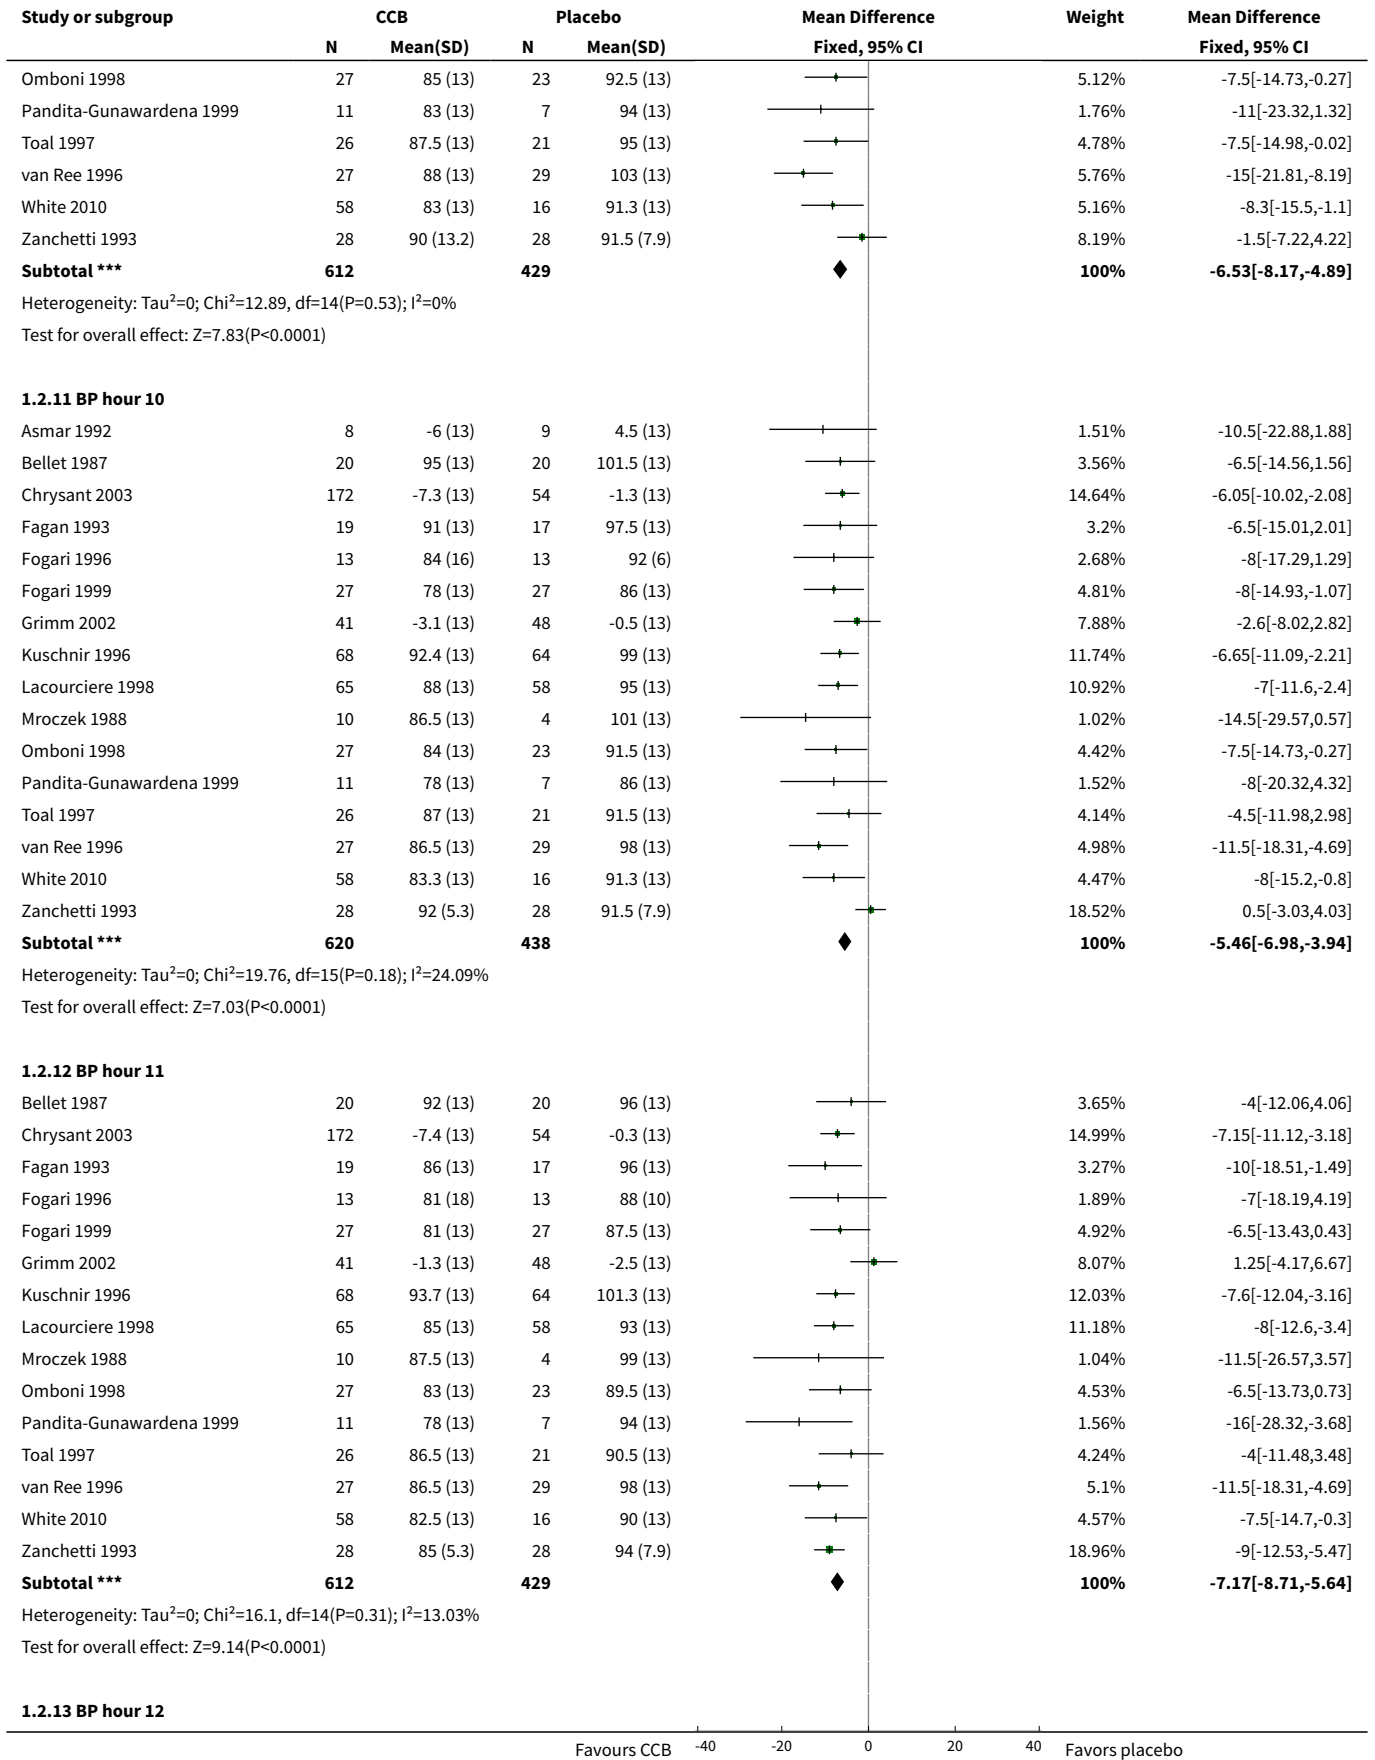 Study or subgroup CCB Placebo Mean Difference Weight Mean Difference
N Mean(SD) N Mean(SD) Fixed, 95% CI Fixed, 95% CI
Omboni 1998 27 85 (13) 23 92.5 (13) 5.12% -7.5[-14.73,-0.27]
Pandita-Gunawardena 1999 11 83 (13) 7 94 (13) 1.76% -11[-23.32,1.32]
Toal 1997 26 87.5 (13) 21 95 (13) 4.78% -7.5[-14.98,-0.02]
van Ree 1996 27 88 (13) 29 103 (13) 5.76% -15[-21.81,-8.19]
White 2010 58 83 (13) 16 91.3 (13) 5.16% -8.3[-15.5,-1.1]
Zanchetti 1993 28 90 (13.2) 28 91.5 (7.9) 8.19% -1.5[-7.22,4.22]
Subtotal *** 612 429 100% -6.53[-8.17,-4.89]
Heterogeneity: Tau²=0; Chi²=12.89, df=14(P=0.53); I²=0%
Test for overall effect: Z=7.83(P<0.0001)
1.2.11 BP hour 10
Asmar 1992 8 -6 (13) 9 4.5 (13) 1.51% -10.5[-22.88,1.88]
Bellet 1987 20 95 (13) 20 101.5 (13) 3.56% -6.5[-14.56,1.56]
Chrysant 2003 172 -7.3 (13) 54 -1.3 (13) 14.64% -6.05[-10.02,-2.08]
Fagan 1993 19 91 (13) 17 97.5 (13) 3.2% -6.5[-15.01,2.01]
Fogari 1996 13 84 (16) 13 92 (6) 2.68% -8[-17.29,1.29]
Fogari 1999 27 78 (13) 27 86 (13) 4.81% -8[-14.93,-1.07]
Grimm 2002 41 -3.1 (13) 48 -0.5 (13) 7.88% -2.6[-8.02,2.82]
Kuschnir 1996 68 92.4 (13) 64 99 (13) 11.74% -6.65[-11.09,-2.21]
Lacourciere 1998 65 88 (13) 58 95 (13) 10.92% -7[-11.6,-2.4]
Mroczek 1988 10 86.5 (13) 4 101 (13) 1.02% -14.5[-29.57,0.57]
Omboni 1998 27 84 (13) 23 91.5 (13) 4.42% -7.5[-14.73,-0.27]
Pandita-Gunawardena 1999 11 78 (13) 7 86 (13) 1.52% -8[-20.32,4.32]
Toal 1997 26 87 (13) 21 91.5 (13) 4.14% -4.5[-11.98,2.98]
van Ree 1996 27 86.5 (13) 29 98 (13) 4.98% -11.5[-18.31,-4.69]
White 2010 58 83.3 (13) 16 91.3 (13) 4.47% -8[-15.2,-0.8]
Zanchetti 1993 28 92 (5.3) 28 91.5 (7.9) 18.52% 0.5[-3.03,4.03]
Subtotal *** 620 438 100% -5.46[-6.98,-3.94]
Heterogeneity: Tau²=0; Chi²=19.76, df=15(P=0.18); I²=24.09%
Test for overall effect: Z=7.03(P<0.0001)
1.2.12 BP hour 11
Bellet 1987 20 92 (13) 20 96 (13) 3.65% -4[-12.06,4.06]
Chrysant 2003 172 -7.4 (13) 54 -0.3 (13) 14.99% -7.15[-11.12,-3.18]
Fagan 1993 19 86 (13) 17 96 (13) 3.27% -10[-18.51,-1.49]
Fogari 1996 13 81 (18) 13 88 (10) 1.89% -7[-18.19,4.19]
Fogari 1999 27 81 (13) 27 87.5 (13) 4.92% -6.5[-13.43,0.43]
Grimm 2002 41 -1.3 (13) 48 -2.5 (13) 8.07% 1.25[-4.17,6.67]
Kuschnir 1996 68 93.7 (13) 64 101.3 (13) 12.03% -7.6[-12.04,-3.16]
Lacourciere 1998 65 85 (13) 58 93 (13) 11.18% -8[-12.6,-3.4]
Mroczek 1988 10 87.5 (13) 4 99 (13) 1.04% -11.5[-26.57,3.57]
Omboni 1998 27 83 (13) 23 89.5 (13) 4.53% -6.5[-13.73,0.73]
Pandita-Gunawardena 1999 11 78 (13) 7 94 (13) 1.56% -16[-28.32,-3.68]
Toal 1997 26 86.5 (13) 21 90.5 (13) 4.24% -4[-11.48,3.48]
van Ree 1996 27 86.5 (13) 29 98 (13) 5.1% -11.5[-18.31,-4.69]
White 2010 58 82.5 (13) 16 90 (13) 4.57% -7.5[-14.7,-0.3]
Zanchetti 1993 28 85 (5.3) 28 94 (7.9) 18.96% -9[-12.53,-5.47]
Subtotal *** 612 429 100% -7.17[-8.71,-5.64]
Heterogeneity: Tau²=0; Chi²=16.1, df=14(P=0.31); I²=13.03%
Test for overall effect: Z=9.14(P<0.0001)
1.2.13 BP hour 12
Favours CCB -40 -20 0 20 40 Favors placebo